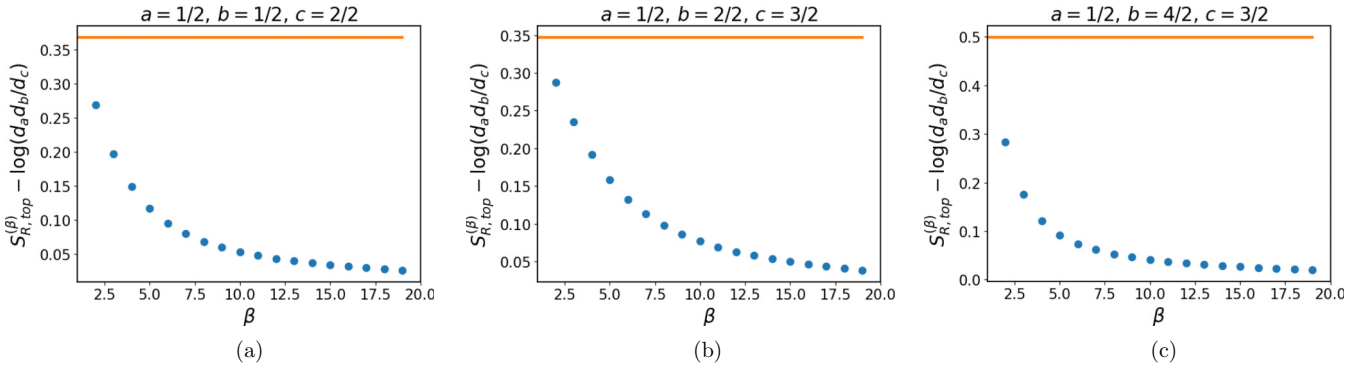 a = 1/2, b = 1/2, c = 2/2
S_{R,top}^{(β)} − log(d_a d_b/d_c)
0.35
0.30
0.25
0.20
0.15
0.10
0.05
2.5 5.0 7.5 10.0 12.5 15.0 17.5 20.0
β
(a)
a = 1/2, b = 2/2, c = 3/2
S_{R,top}^{(β)} − log(d_a d_b/d_c)
0.35
0.30
0.25
0.20
0.15
0.10
0.05
2.5 5.0 7.5 10.0 12.5 15.0 17.5 20.0
β
(b)
a = 1/2, b = 4/2, c = 3/2
S_{R,top}^{(β)} − log(d_a d_b/d_c)
0.5
0.4
0.3
0.2
0.1
0.0
2.5 5.0 7.5 10.0 12.5 15.0 17.5 20.0
β
(c)